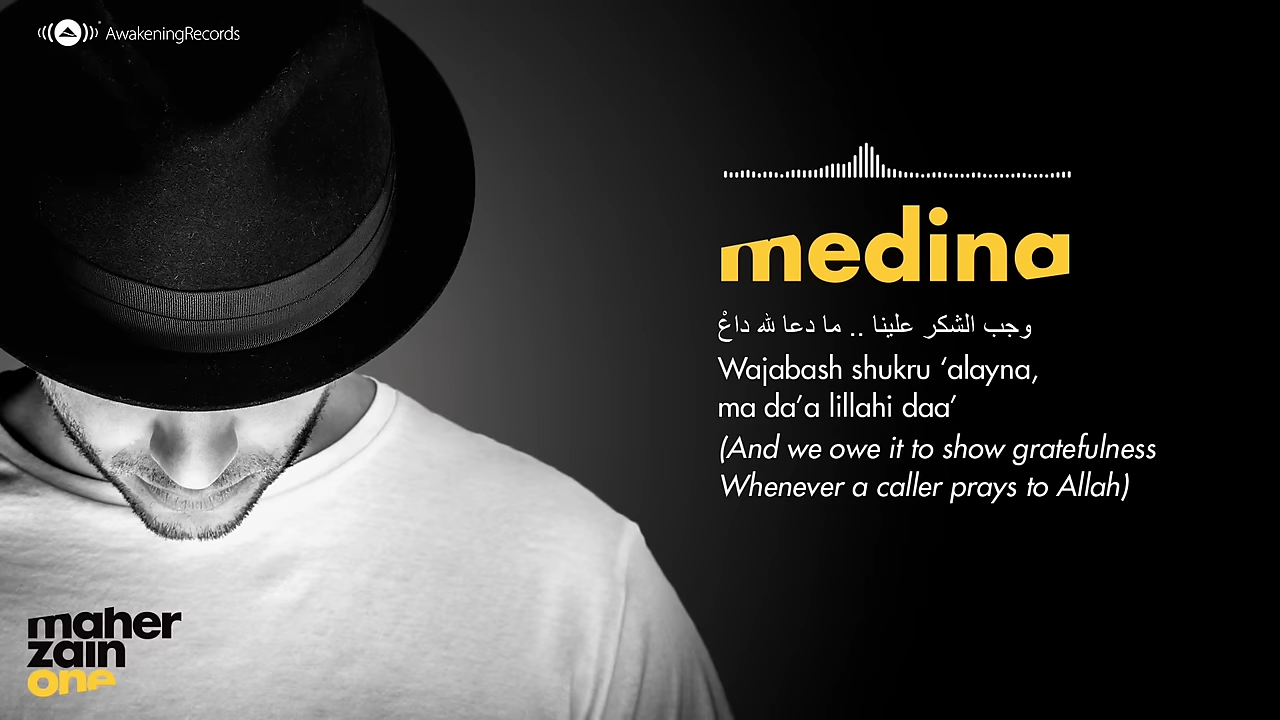 AwakeningRecords
medina
وجب الشكر علينا .. ما دعا لله داعْ
Wajabash shukru ‘alayna,
ma da’a lillahi daa’
(And we owe it to show gratefulness
Whenever a caller prays to Allah)
maher
zain
one